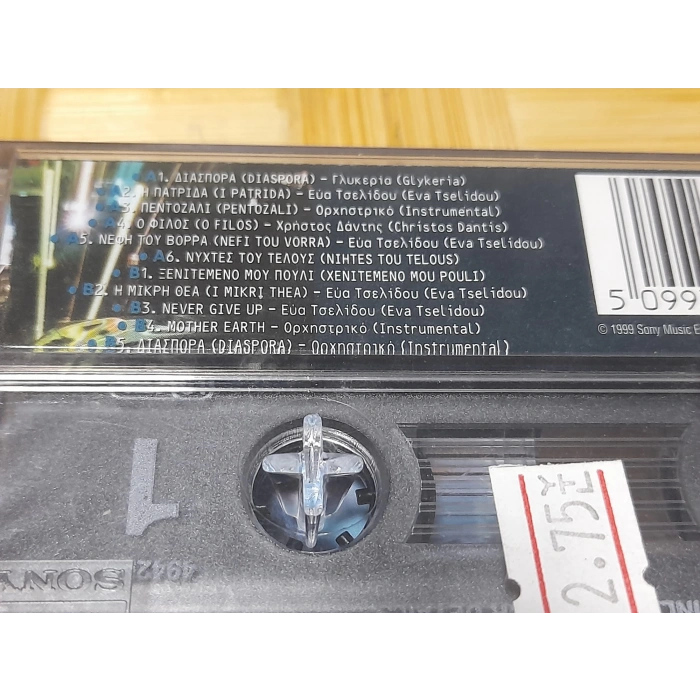 A1. ΔΙΑΣΠΟΡΑ (DIASPORA) – Γλυκερία (Glykeria)
A2. Η ΠΑΤΡΙΔΑ (I PATRIDA) – Εύα Τσελίδου (Eva Tselidou)
A3. ΠΕΝΤΟΖΑΛΙ (PENTOZALI) – Ορχηστρικό (Instrumental)
A4. Ο ΦΙΛΟΣ (O FILOS) – Χρήστος Δάντης (Christos Dantis)
A5. ΝΕΦΗ ΤΟΥ ΒΟΡΡΑ (NEFI TOU VORRA) – Εύα Τσελίδου (Eva Tselidou)
A6. ΝΥΧΤΕΣ ΤΟΥ ΤΕΛΟΥΣ (NIHTES TOU TELOUS)
B1. ΞΕΝΙΤΕΜΕΝΟ ΜΟΥ ΠΟΥΛΙ (XENITEMENO MOU POULI)
B2. Η ΜΙΚΡΗ ΘΕΑ (I MIKRI THEA) – Εύα Τσελίδου (Eva Tselidou)
B3. NEVER GIVE UP – Εύα Τσελίδου (Eva Tselidou)
B4. MOTHER EARTH – Ορχηστρικό (Instrumental)
B5. ΔΙΑΣΠΟΡΑ (DIASPORA) – Ορχηστρικό (Instrumental)
5 099
© 1999 Sony Music E
1
4942
SONY
2.75